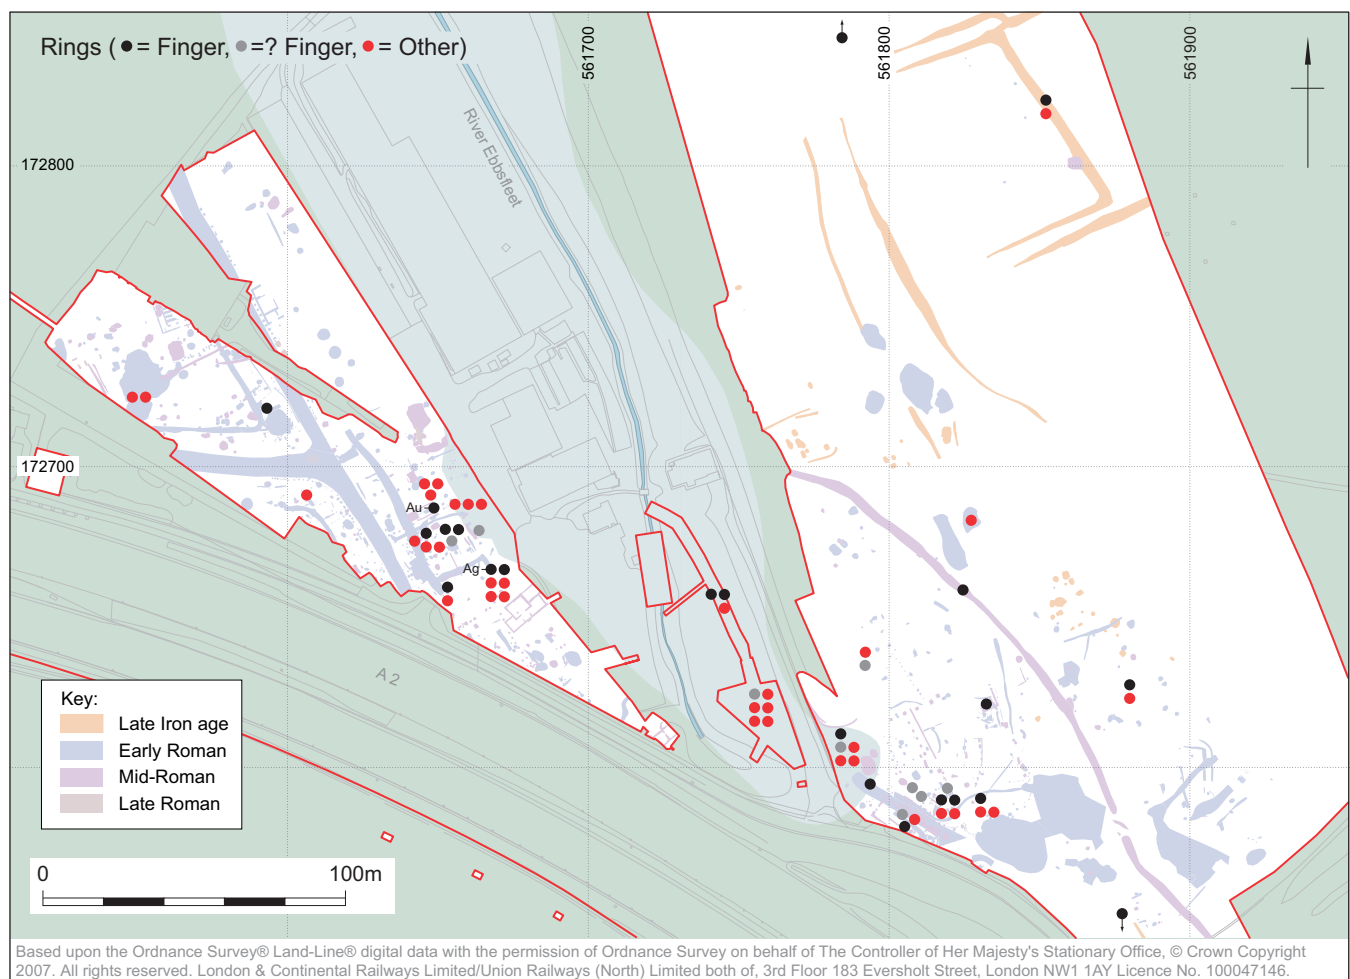 Rings ( = Finger, =? Finger, = Other)
561700
561800
561900
River Ebbsfleet
172800
172700
Au
Ag
A 2
Key:
Late Iron age
Early Roman
Mid-Roman
Late Roman
0 100m
Based upon the Ordnance Survey® Land-Line® digital data with the permission of Ordnance Survey on behalf of The Controller of Her Majesty's Stationary Office, © Crown Copyright
2007. All rights reserved. London & Continental Railways Limited/Union Railways (North) Limited both of, 3rd Floor 183 Eversholt Street, London NW1 1AY Licence No. 100047146.